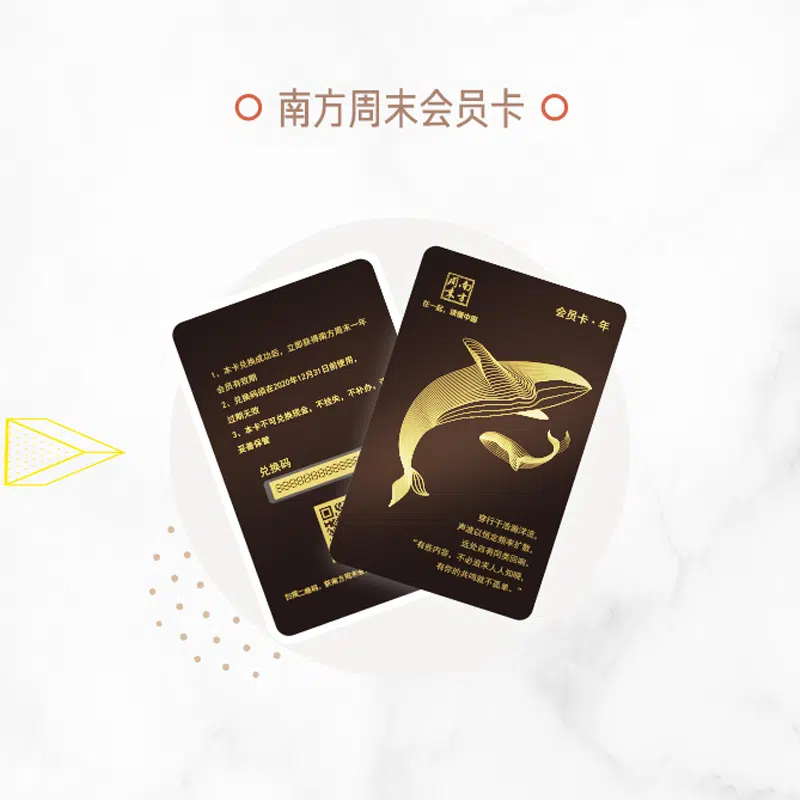 南方周末会员卡
1、本卡兑换成功后，立即获得南方周末一年
会员有效期
2、兑换码须在2020年12月31日前使用，
过期无效
3、本卡不可兑换现金，不挂失，不补办，
妥善保管
兑换码
扫描二维码，获南方周末
南方周末
在一起，读懂中国
会员卡·年
穿行于浩瀚汪洋，
声波以恒定频率扩散，
远处自有同类回响，
“有些内容，不必追求人人知晓，
有你的共鸣就不孤单。”